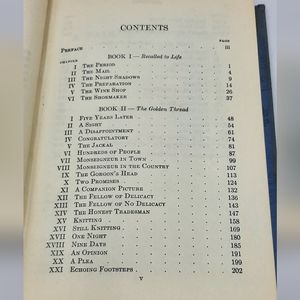 CONTENTS
PAGE
PREFACE iii
BOOK I — Recalled to Life
CHAPTER
I THE PERIOD 1
II THE MAIL 4
III THE NIGHT SHADOWS 9
IV THE PREPARATION 14
V THE WINE SHOP 26
VI THE SHOEMAKER 37
BOOK II — The Golden Thread
I FIVE YEARS LATER 48
II A SIGHT 54
III A DISAPPOINTMENT 61
IV CONGRATULATORY 74
V THE JACKAL 81
VI HUNDREDS OF PEOPLE 87
VII MONSEIGNEUR IN TOWN 99
VIII MONSEIGNEUR IN THE COUNTRY 107
IX THE GORGON'S HEAD 113
X TWO PROMISES 124
XI A COMPANION PICTURE 132
XII THE FELLOW OF DELICACY 136
XIII THE FELLOW OF NO DELICACY 143
XIV THE HONEST TRADESMAN 147
XV KNITTING 158
XVI STILL KNITTING 169
XVII ONE NIGHT 180
XVIII NINE DAYS 185
XIX AN OPINION 191
XX A PLEA 199
XXI ECHOING FOOTSTEPS 202
v